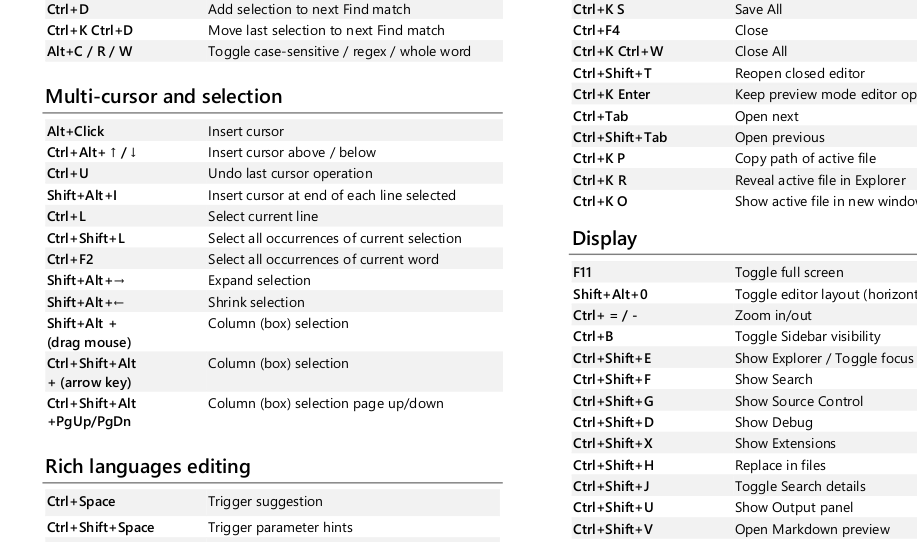 Ctrl+D Add selection to next Find match
Ctrl+K Ctrl+D Move last selection to next Find match
Alt+C / R / W Toggle case-sensitive / regex / whole word
Multi-cursor and selection
Alt+Click Insert cursor
Ctrl+Alt+ ↑ / ↓ Insert cursor above / below
Ctrl+U Undo last cursor operation
Shift+Alt+I Insert cursor at end of each line selected
Ctrl+L Select current line
Ctrl+Shift+L Select all occurrences of current selection
Ctrl+F2 Select all occurrences of current word
Shift+Alt+→ Expand selection
Shift+Alt+← Shrink selection
Shift+Alt + Column (box) selection
(drag mouse)
Ctrl+Shift+Alt Column (box) selection
+ (arrow key)
Ctrl+Shift+Alt Column (box) selection page up/down
+PgUp/PgDn
Rich languages editing
Ctrl+Space Trigger suggestion
Ctrl+Shift+Space Trigger parameter hints
Ctrl+K S Save All
Ctrl+F4 Close
Ctrl+K Ctrl+W Close All
Ctrl+Shift+T Reopen closed editor
Ctrl+K Enter Keep preview mode editor op
Ctrl+Tab Open next
Ctrl+Shift+Tab Open previous
Ctrl+K P Copy path of active file
Ctrl+K R Reveal active file in Explorer
Ctrl+K O Show active file in new windo
Display
F11 Toggle full screen
Shift+Alt+0 Toggle editor layout (horizont
Ctrl+ = / - Zoom in/out
Ctrl+B Toggle Sidebar visibility
Ctrl+Shift+E Show Explorer / Toggle focus
Ctrl+Shift+F Show Search
Ctrl+Shift+G Show Source Control
Ctrl+Shift+D Show Debug
Ctrl+Shift+X Show Extensions
Ctrl+Shift+H Replace in files
Ctrl+Shift+J Toggle Search details
Ctrl+Shift+U Show Output panel
Ctrl+Shift+V Open Markdown preview